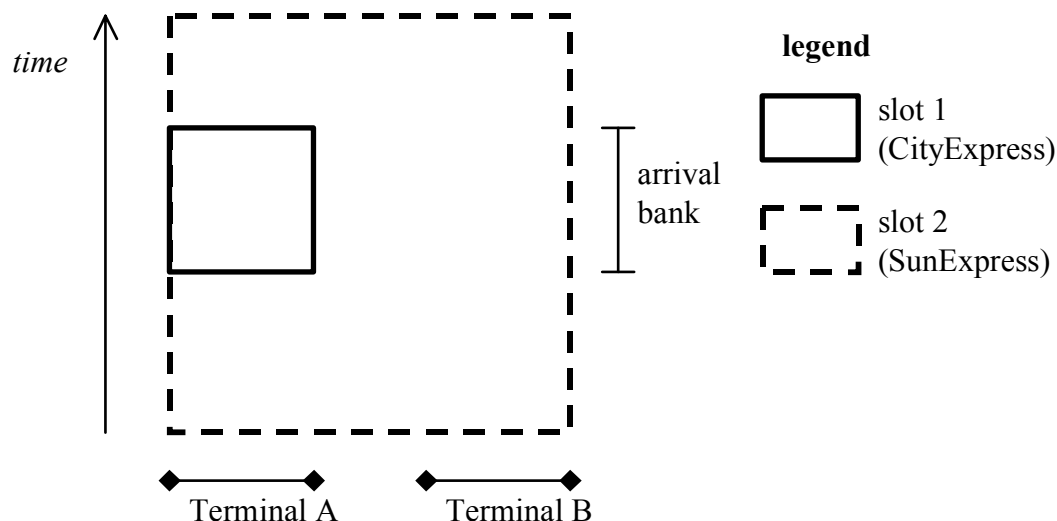 time
legend
slot 1
(CityExpress)
arrival
bank
slot 2
(SunExpress)
Terminal A
Terminal B